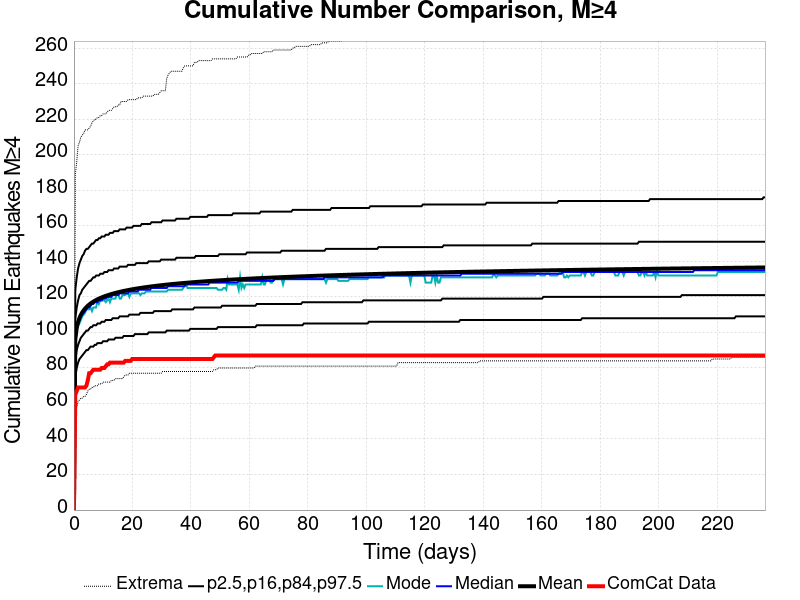 Cumulative Number Comparison, M≥4
Cumulative Num Earthquakes M≥4
260
240
220
200
180
160
140
120
100
80
60
40
20
0
0 20 40 60 80 100 120 140 160 180 200 220
Time (days)
Extrema p2.5,p16,p84,p97.5 Mode Median Mean ComCat Data